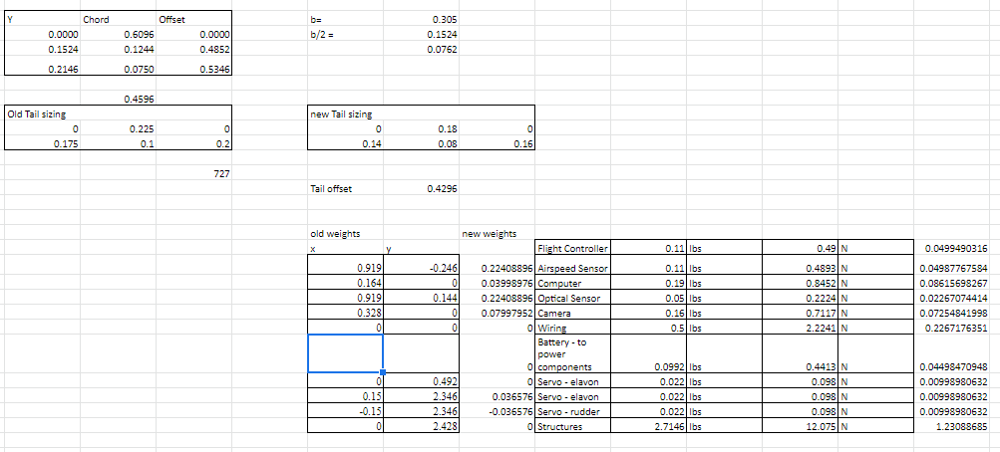 Y Chord Offset b= 0.305
0.0000 0.6096 0.0000 b/2 = 0.1524
0.1524 0.1244 0.4852 0.0762
0.2146 0.0750 0.5346
0.4596
Old Tail sizing new Tail sizing
0 0.225 0 0 0.18 0
0.175 0.1 0.2 0.14 0.08 0.16
727
Tail offset 0.4296
old weights new weights
x y Flight Controller 0.11 lbs 0.49 N 0.0499490316
0.919 -0.246 0.22408896 Airspeed Sensor 0.11 lbs 0.4893 N 0.04987767584
0.164 0 0.03998976 Computer 0.19 lbs 0.8452 N 0.08615698267
0.919 0.144 0.22408896 Optical Sensor 0.05 lbs 0.2224 N 0.02267074414
0.328 0 0.07997952 Camera 0.16 lbs 0.7117 N 0.07254841998
0 0 0 Wiring 0.5 lbs 2.2241 N 0.2267176351
Battery - to
power
0 components 0.0992 lbs 0.4413 N 0.04498470948
0 0.492 0 Servo - elavon 0.022 lbs 0.098 N 0.00998980632
0.15 2.346 0.036576 Servo - elavon 0.022 lbs 0.098 N 0.00998980632
-0.15 2.346 -0.036576 Servo - rudder 0.022 lbs 0.098 N 0.00998980632
0 2.428 0 Structures 2.7146 lbs 12.075 N 1.23088685